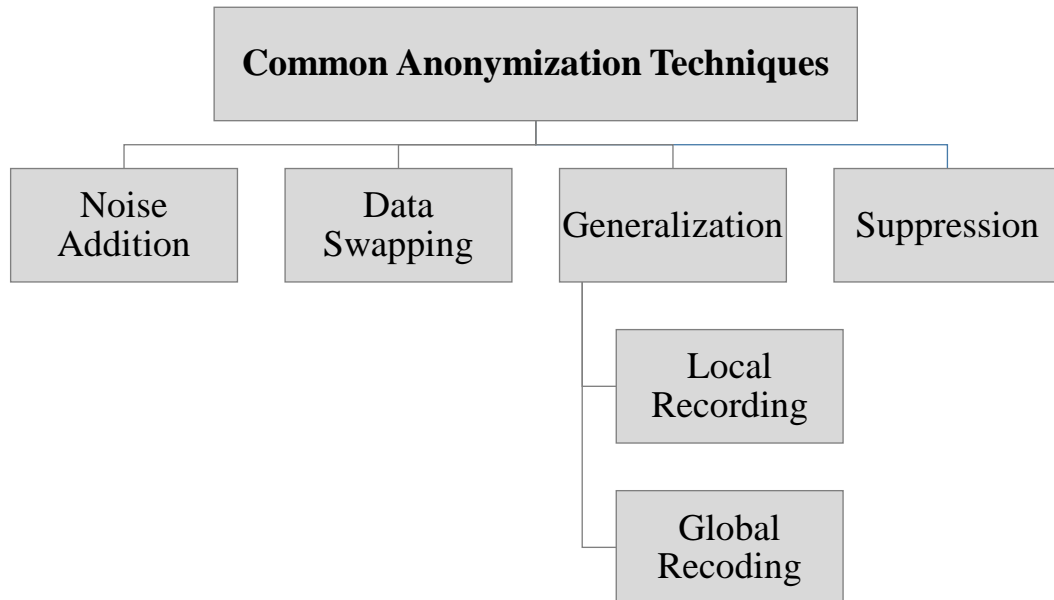 Common Anonymization Techniques
Noise
Addition
Data
Swapping
Generalization
Suppression
Local
Recording
Global
Recoding